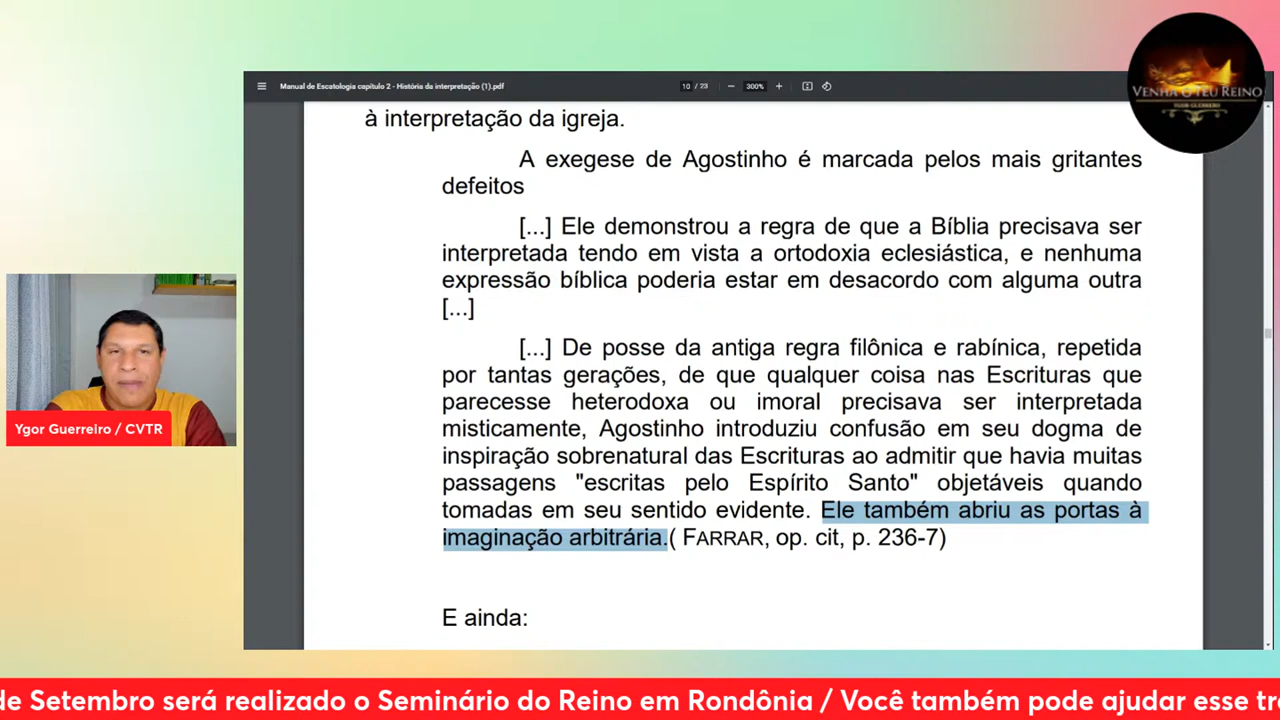 Manual de Escatologia capítulo 2 - História da interpretação (1).pdf
10 / 23
300%
VENHA O TEU REINO
YGOR GUERREIRO
à interpretação da igreja.
A exegese de Agostinho é marcada pelos mais gritantes
defeitos
[...] Ele demonstrou a regra de que a Bíblia precisava ser
interpretada tendo em vista a ortodoxia eclesiástica, e nenhuma
expressão bíblica poderia estar em desacordo com alguma outra
[...]
[...] De posse da antiga regra filônica e rabínica, repetida
por tantas gerações, de que qualquer coisa nas Escrituras que
parecesse heterodoxa ou imoral precisava ser interpretada
misticamente, Agostinho introduziu confusão em seu dogma de
inspiração sobrenatural das Escrituras ao admitir que havia muitas
passagens "escritas pelo Espírito Santo" objetáveis quando
tomadas em seu sentido evidente. Ele também abriu as portas à
imaginação arbitrária.( FARRAR, op. cit, p. 236-7)
E ainda:
Ygor Guerreiro / CVTR
de Setembro será realizado o Seminário do Reino em Rondônia / Você também pode ajudar esse tra